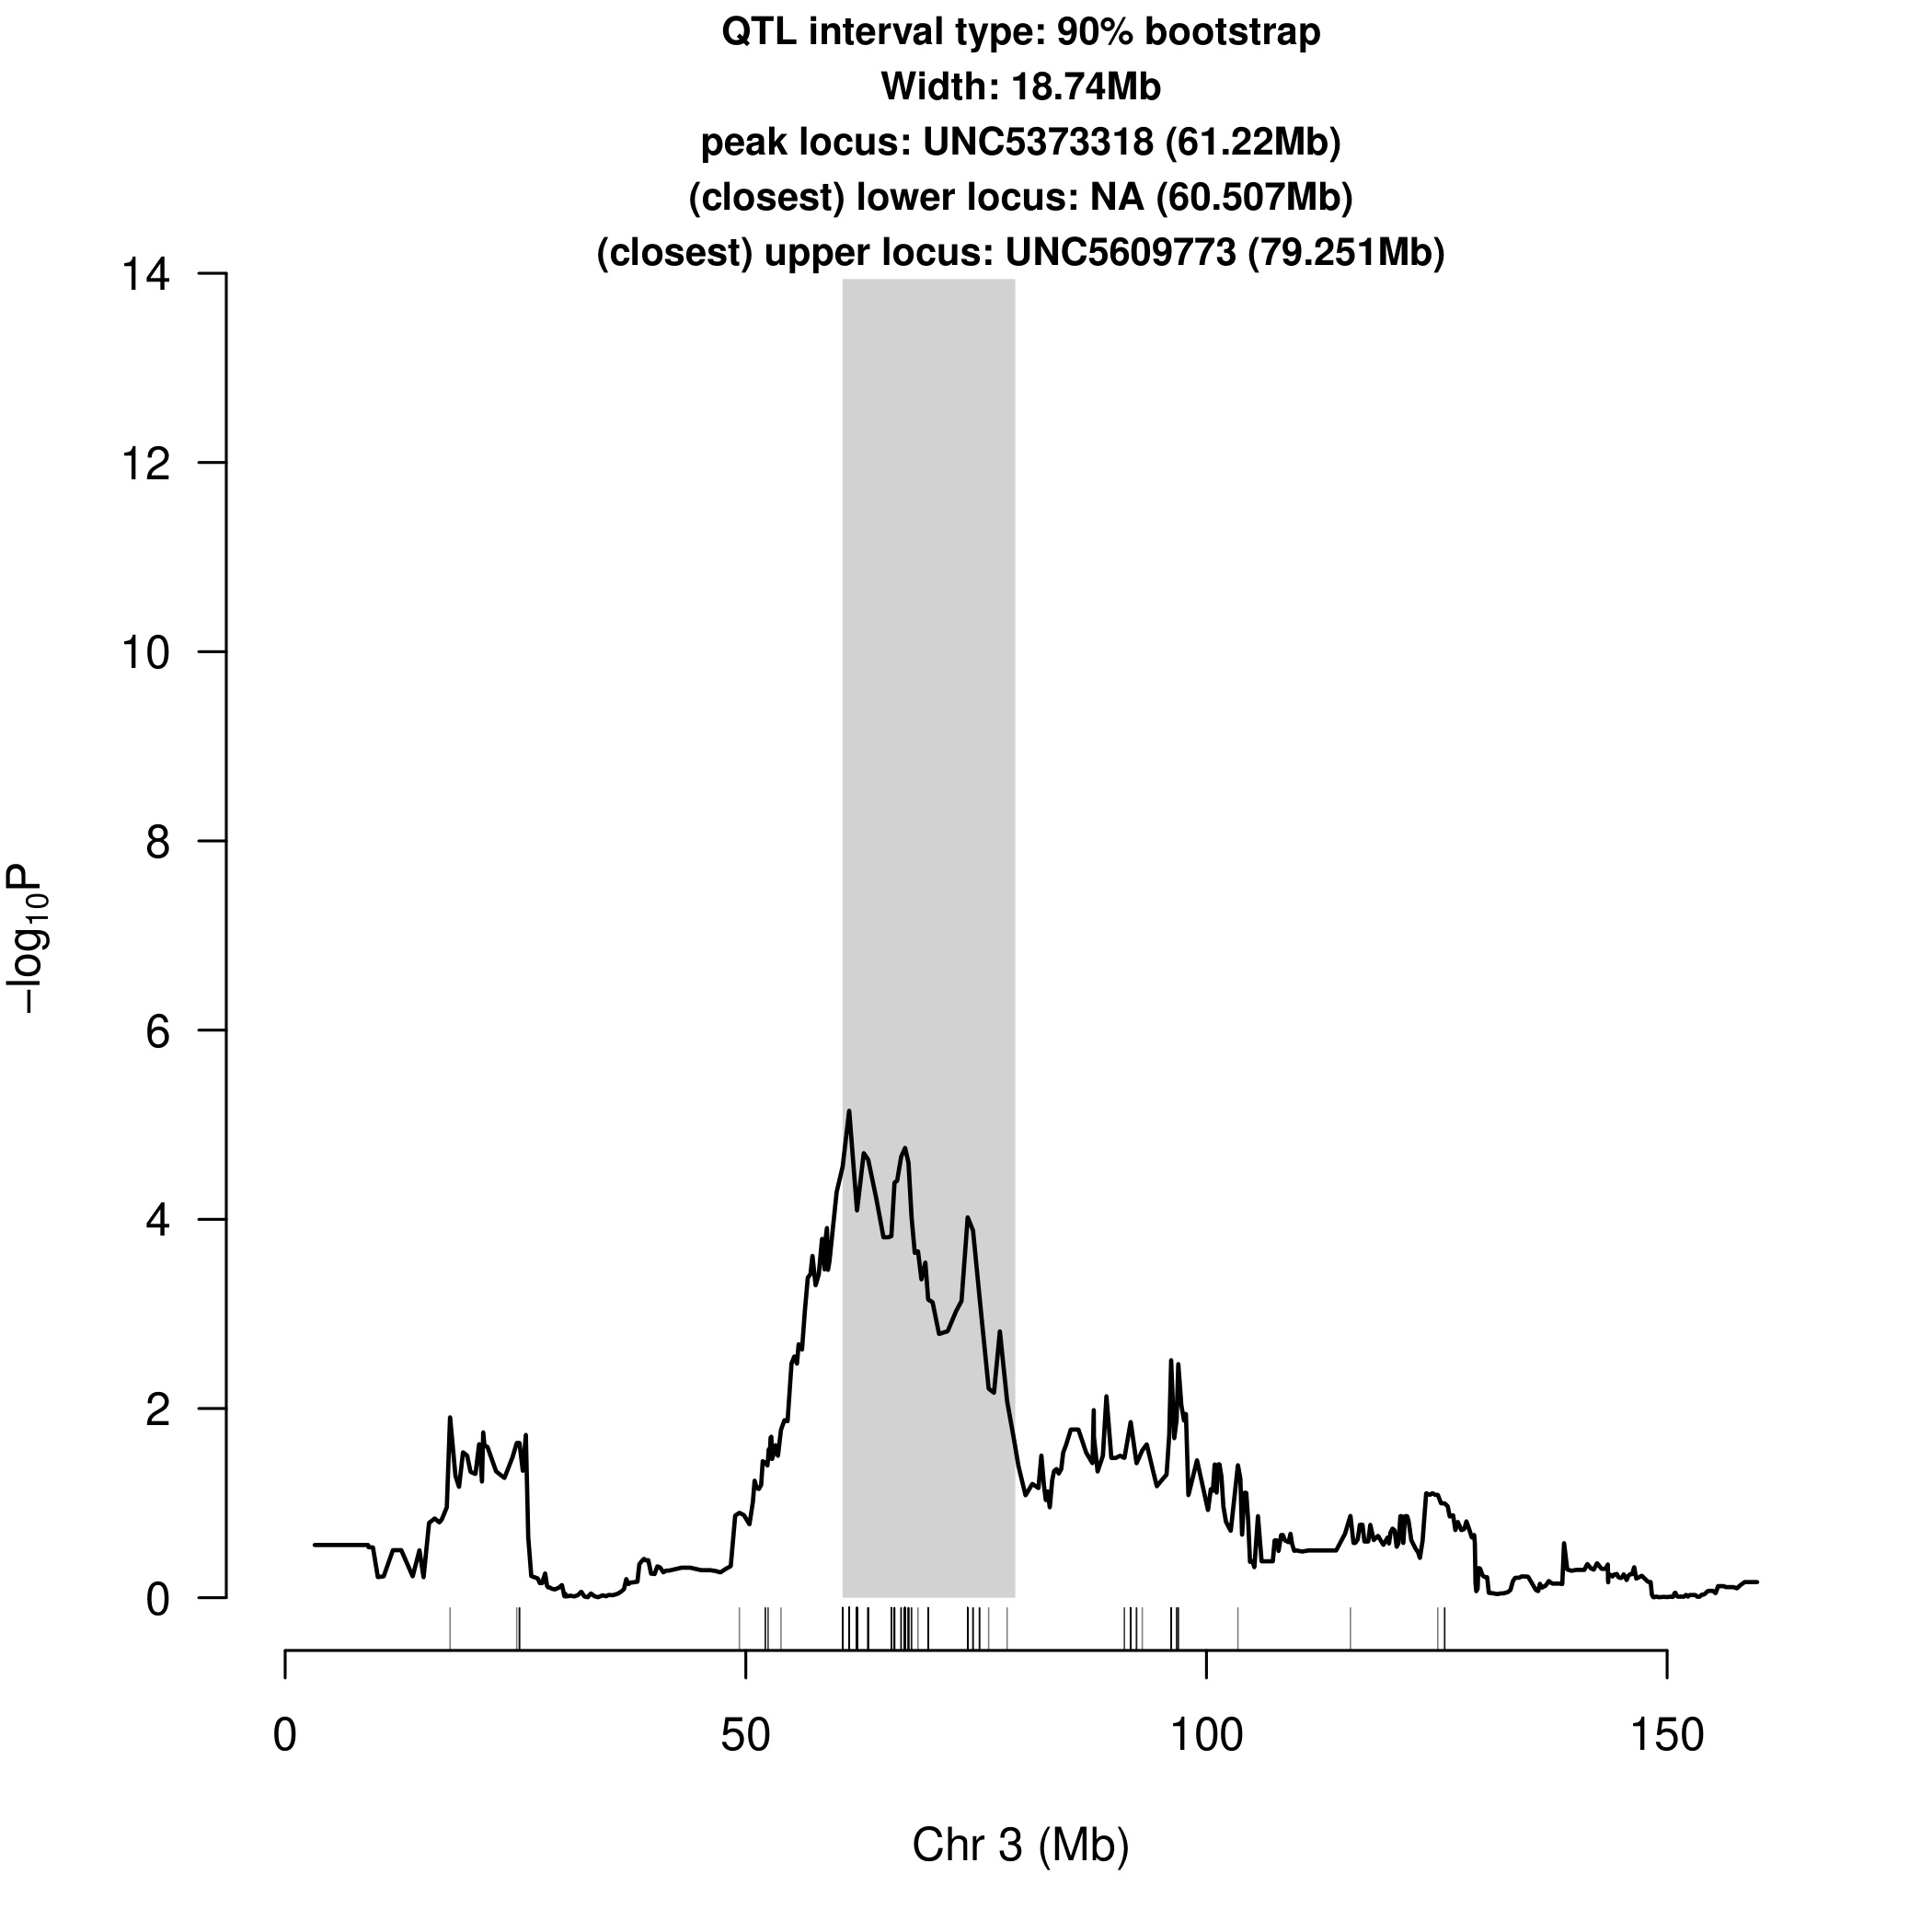 QTL interval type: 90% bootstrap
Width: 18.74Mb
peak locus: UNC5373318 (61.22Mb)
(closest) lower locus: NA (60.507Mb)
(closest) upper locus: UNC5609773 (79.251Mb)
14
12
10
8
6
4
2
0
−log₁₀P
0 50 100 150
Chr 3 (Mb)